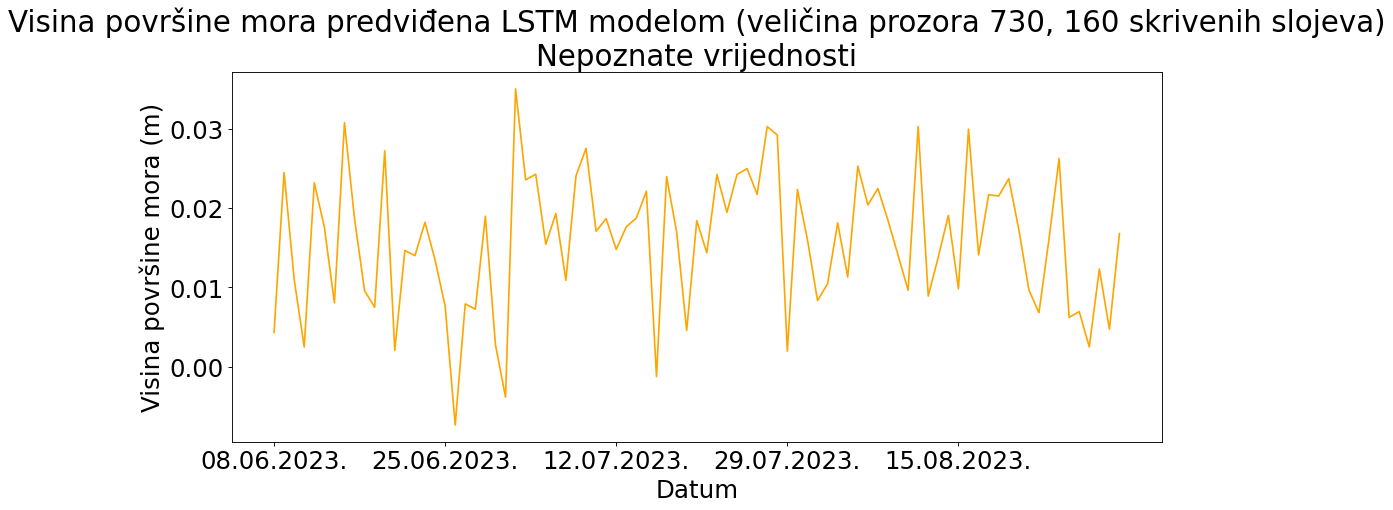 Visina površine mora predviđena LSTM modelom (veličina prozora 730, 160 skrivenih slojeva)
Nepoznate vrijednosti
Visina površine mora (m)
0.03
0.02
0.01
0.00
08.06.2023. 25.06.2023. 12.07.2023. 29.07.2023. 15.08.2023.
Datum